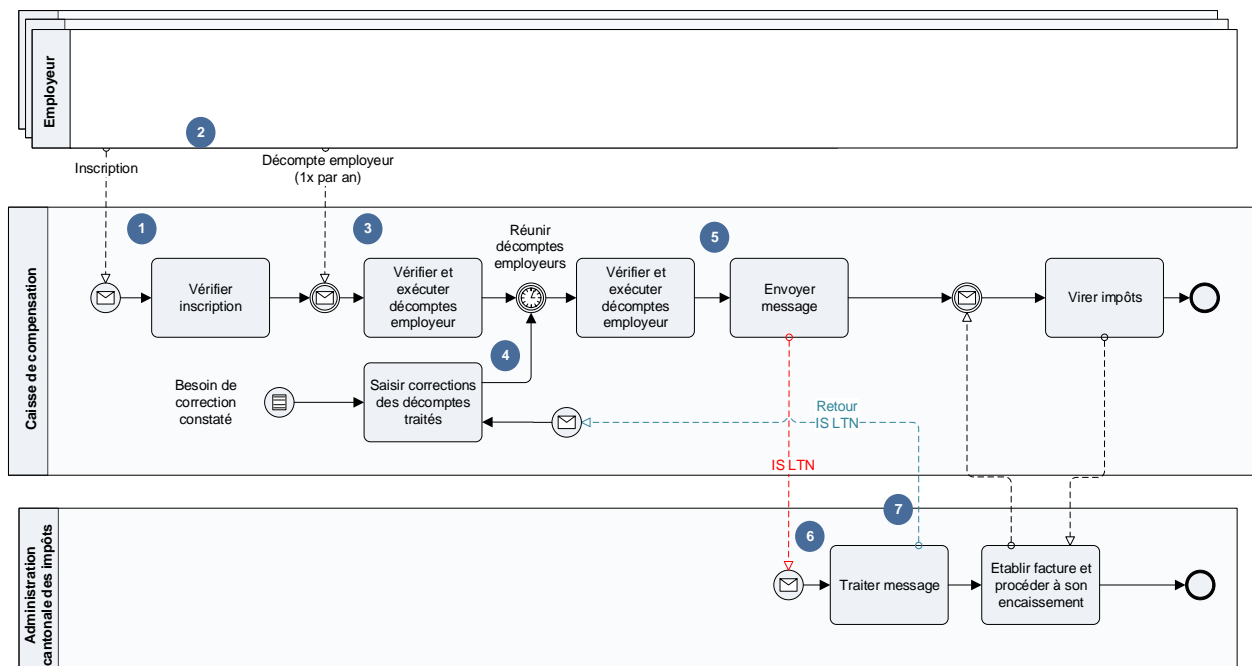 Employeur
2
Inscription
Décompte employeur
(1x par an)
Caisse de compensation
1
3
Réunir
décomptes
employeurs
5
Vérifier
inscription
Vérifier et
exécuter
décomptes
employeur
Vérifier et
exécuter
décomptes
employeur
Envoyer
message
Virer impôts
4
Besoin de
correction
constaté
Saisir corrections
des décomptes
traités
Retour
IS LTN
IS LTN
Administration
cantonale des impôts
6
7
Traiter message
Etablir facture et
procéder à son
encaissement